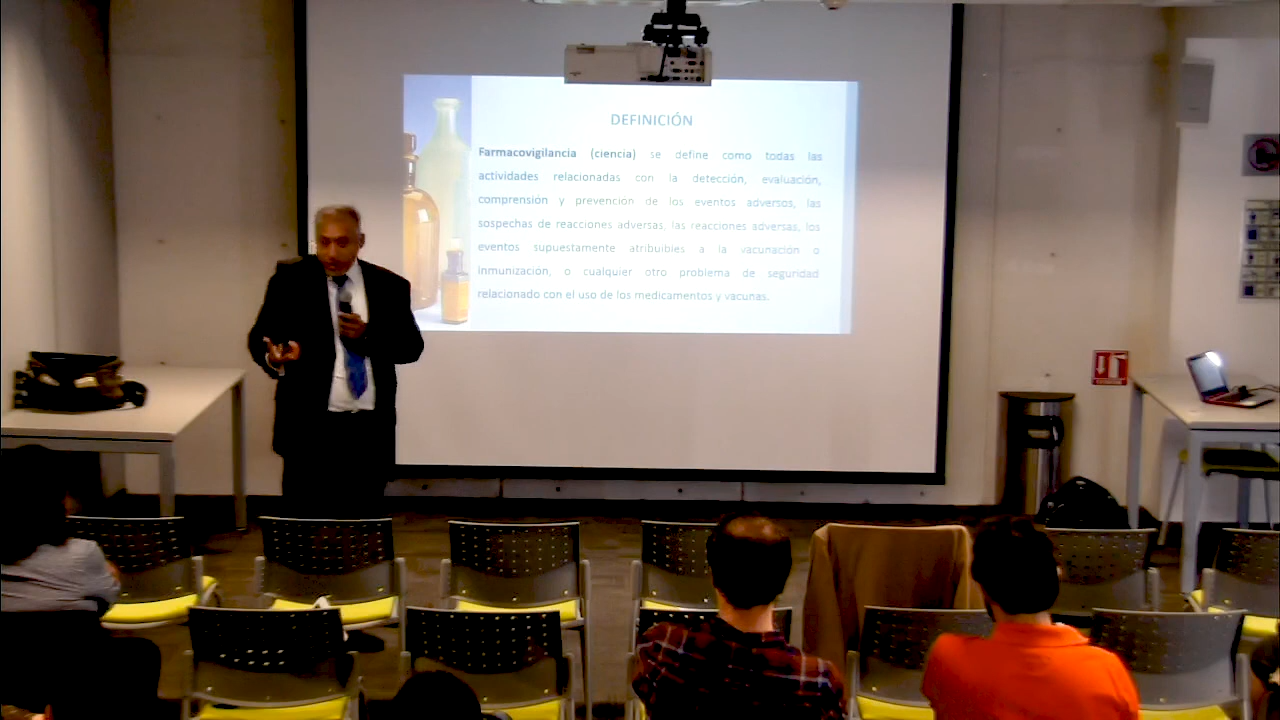 DEFINICIÓN
Farmacovigilancia (ciencia) se define como todas las
actividades relacionadas con la detección, evaluación,
comprensión y prevención de los eventos adversos, las
sospechas de reacciones adversas, las reacciones adversas, los
eventos supuestamente atribuibles a la vacunación o
inmunización, o cualquier otro problema de seguridad
relacionado con el uso de los medicamentos y vacunas.